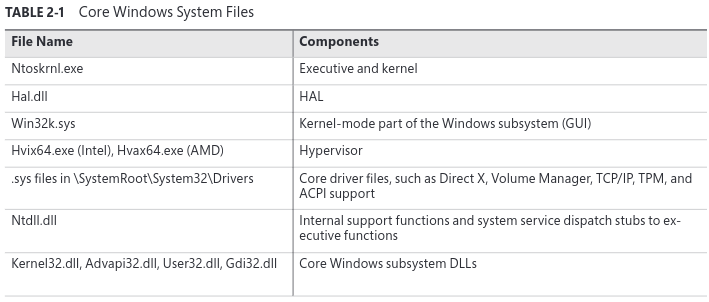 TABLE 2-1 Core Windows System Files
File Name Components
Ntoskrnl.exe Executive and kernel
Hal.dll HAL
Win32k.sys Kernel-mode part of the Windows subsystem (GUI)
Hvix64.exe (Intel), Hvax64.exe (AMD) Hypervisor
.sys files in \SystemRoot\System32\Drivers Core driver files, such as Direct X, Volume Manager, TCP/IP, TPM, and
ACPI support
Ntdll.dll Internal support functions and system service dispatch stubs to ex-
ecutive functions
Kernel32.dll, Advapi32.dll, User32.dll, Gdi32.dll Core Windows subsystem DLLs